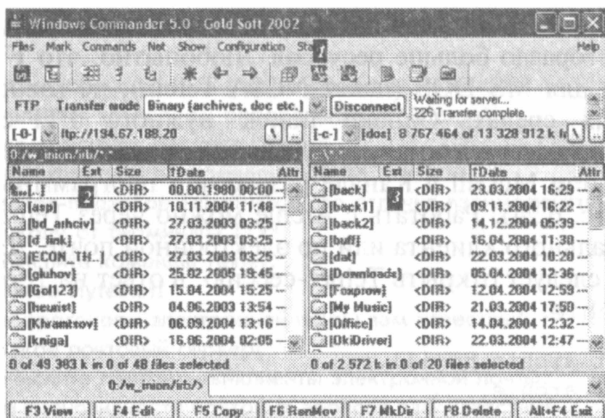 Windows Commander 5.0 - Gold Soft 2002
Files Mark Commands Net Show Configuration Sta Help
1
FTP Transfer mode Binary (archives, doc etc.) Disconnect Waiting for server...
226 Transfer complete.
[-0-] ftp://194.67.188.20 \ .. [-c-] [dos] 8 767 464 of 13 328 912 k \ ..
0:/w_inion/irb/*.* c:\*.*
Name Ext Size ↑Date Attr Name Ext Size ↑Date Attr
2 3
[..] <DIR> 00.00.1980 00:00 [back] <DIR> 23.03.2004 16:29
[asp] <DIR> 10.11.2004 11:48 [back1] <DIR> 09.11.2004 16:22
[bd_arhciv] <DIR> 27.03.2003 03:25 [back2] <DIR> 14.12.2004 05:39
[d_link] <DIR> 27.03.2003 03:25 [buff] <DIR> 16.04.2004 11:30
[ECON_TH..] <DIR> 27.03.2003 03:25 [dat] <DIR> 22.03.2004 10:20
[gluhov] <DIR> 25.02.2005 19:45 [Downloads] <DIR> 05.04.2004 12:36
[Gol123] <DIR> 15.04.2004 15:25 [Foxprow] <DIR> 12.04.2004 12:59
[heurist] <DIR> 04.06.2003 13:54 [My Music] <DIR> 21.03.2004 17:50
[Khramtsov] <DIR> 06.09.2004 13:16 [Office] <DIR> 14.04.2004 12:32
[kniga] <DIR> 16.06.2004 02:05 [OkiDriver] <DIR> 22.03.2004 12:47
0 of 49 383 k in 0 of 48 files selected 0 of 2 572 k in 0 of 20 files selected
0:/w_inion/irb/>
F3 View F4 Edit F5 Copy F6 RenMov F7 MkDir F8 Delete Alt+F4 Exit